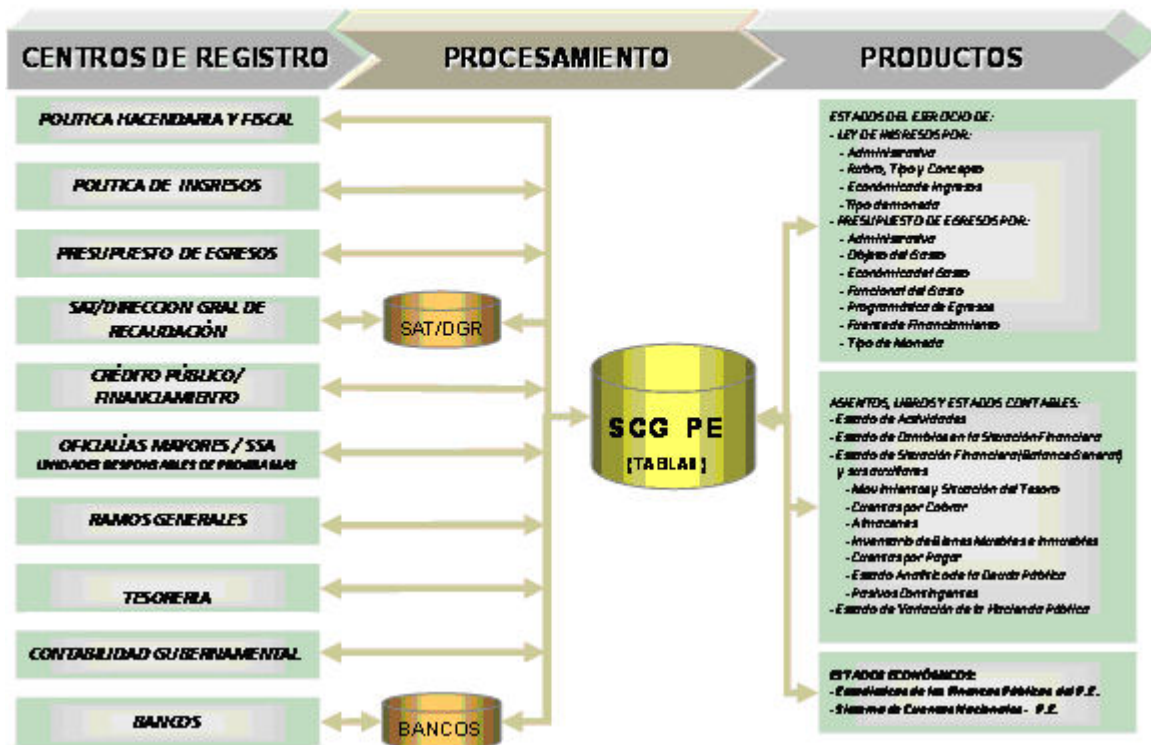 CENTROS DE REGISTRO
PROCESAMIENTO
PRODUCTOS
POLITICA HACENDARIA Y FISCAL
POLITICA DE INGRESOS
PRESUPUESTO DE EGRESOS
SAT/DIRECCION GRAL DE
RECAUDACIÓN
CRÉDITO PÚBLICO/
FINANCIAMIENTO
OFICIALÍAS MAYORES / SSA
UNIDADES RESPONSABLES DE PROGRAMAS
RAMOS GENERALES
TESORERIA
CONTABILIDAD GUBERNAMENTAL
BANCOS
SAT/DGR
BANCOS
SCG PE
(TABLAS)
ESTADOS DEL EJERCICIO DE:
- LEY DE INGRESOS POR:
- Administrativa
- Rubro, Tipo y Concepto
- Económica de Ingresos
- Tipo de moneda
- PRESUPUESTO DE EGRESOS POR:
- Administrativa
- Objeto del Gasto
- Económica del Gasto
- Funcional del Gasto
- Programática de Egresos
- Fuente de Financiamiento
- Tipo de Moneda
ASIENTOS, LIBROS Y ESTADOS CONTABLES:
- Estado de Actividades
- Estado de Cambios en la Situación Financiera
- Estado de Situación Financiera (Balance General)
y sus auxiliares
- Movimientos y Situación del Tesoro
- Cuentas por Cobrar
- Almacenes
- Inventario de Bienes Muebles e Inmuebles
- Cuentas por Pagar
- Estado Analítico de la Deuda Pública
- Pasivos Contingentes
- Estado de Variación de la Hacienda Pública
ESTADOS ECONÓMICOS:
- Estadísticas de las Finanzas Públicas del P.E.
- Sistema de Cuentas Nacionales - P.E.